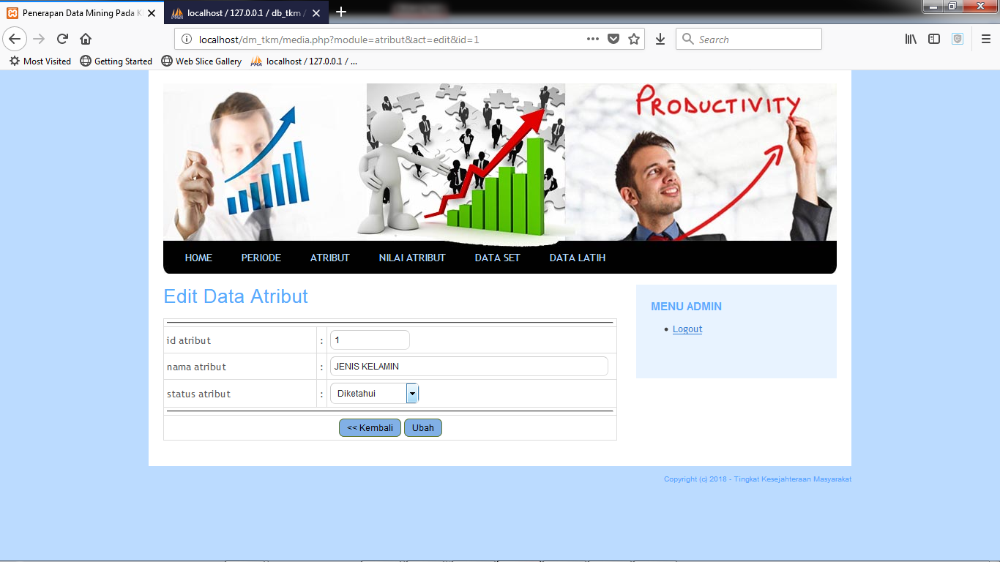 Penerapan Data Mining Pada K
localhost / 127.0.0.1 / db_tkm /
localhost/dm_tkm/media.php?module=atribut&act=edit&id=1
Search
Most Visited
Getting Started
Web Slice Gallery
PMA localhost / 127.0.0.1 / ...
PRODUCTIVITY
HOME PERIODE ATRIBUT NILAI ATRIBUT DATA SET DATA LATIH
Edit Data Atribut
id atribut : 1
nama atribut : JENIS KELAMIN
status atribut : Diketahui
<< Kembali Ubah
MENU ADMIN
Logout
Copyright (c) 2018 - Tingkat Kesejahteraan Masyarakat